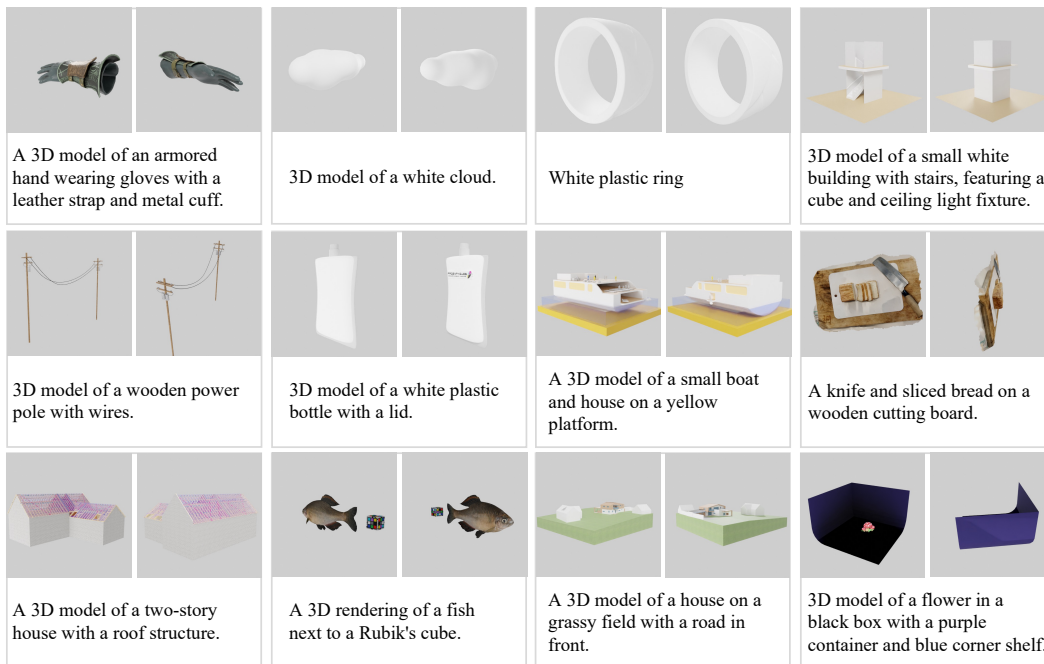 A 3D model of an armored
hand wearing gloves with a
leather strap and metal cuff.
3D model of a white cloud.
White plastic ring
3D model of a small white
building with stairs, featuring a
cube and ceiling light fixture.
3D model of a wooden power
pole with wires.
3D model of a white plastic
bottle with a lid.
A 3D model of a small boat
and house on a yellow
platform.
A knife and sliced bread on a
wooden cutting board.
A 3D model of a two-story
house with a roof structure.
A 3D rendering of a fish
next to a Rubik's cube.
A 3D model of a house on a
grassy field with a road in
front.
3D model of a flower in a
black box with a purple
container and blue corner shelf.